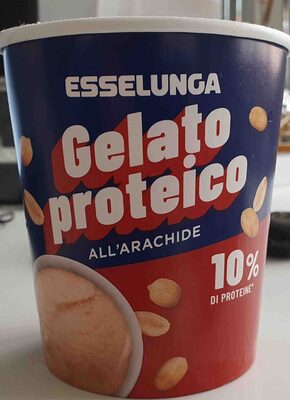 ESSELUNGA
Gelato
proteico
ALL'ARACHIDE
10%
DI PROTEINE*